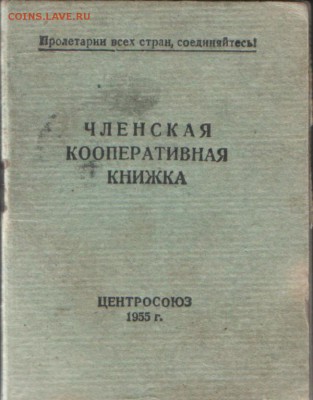 COINS.LAVE.RU
Пролетарии всех стран, соединяйтесь!
ЧЛЕНСКАЯ
КООПЕРАТИВНАЯ
КНИЖКА
ЦЕНТРОСОЮЗ
1955 г.